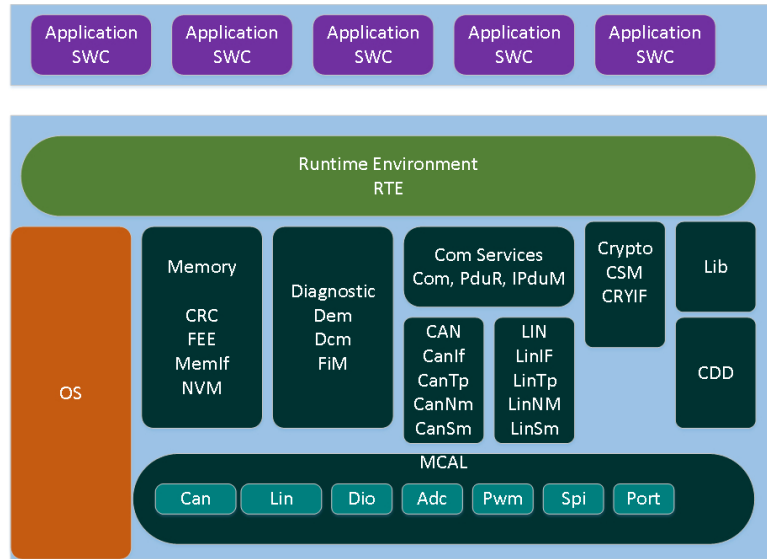 Application
SWC
Application
SWC
Application
SWC
Application
SWC
Application
SWC
Runtime Environment
RTE
OS
Memory
CRC
FEE
MemIf
NVM
Diagnostic
Dem
Dcm
FiM
Com Services
Com, PduR, IPduM
CAN
CanIf
CanTp
CanNm
CanSm
LIN
LinIF
LinTp
LinNM
LinSm
Crypto
CSM
CRYIF
Lib
CDD
MCAL
Can
Lin
Dio
Adc
Pwm
Spi
Port